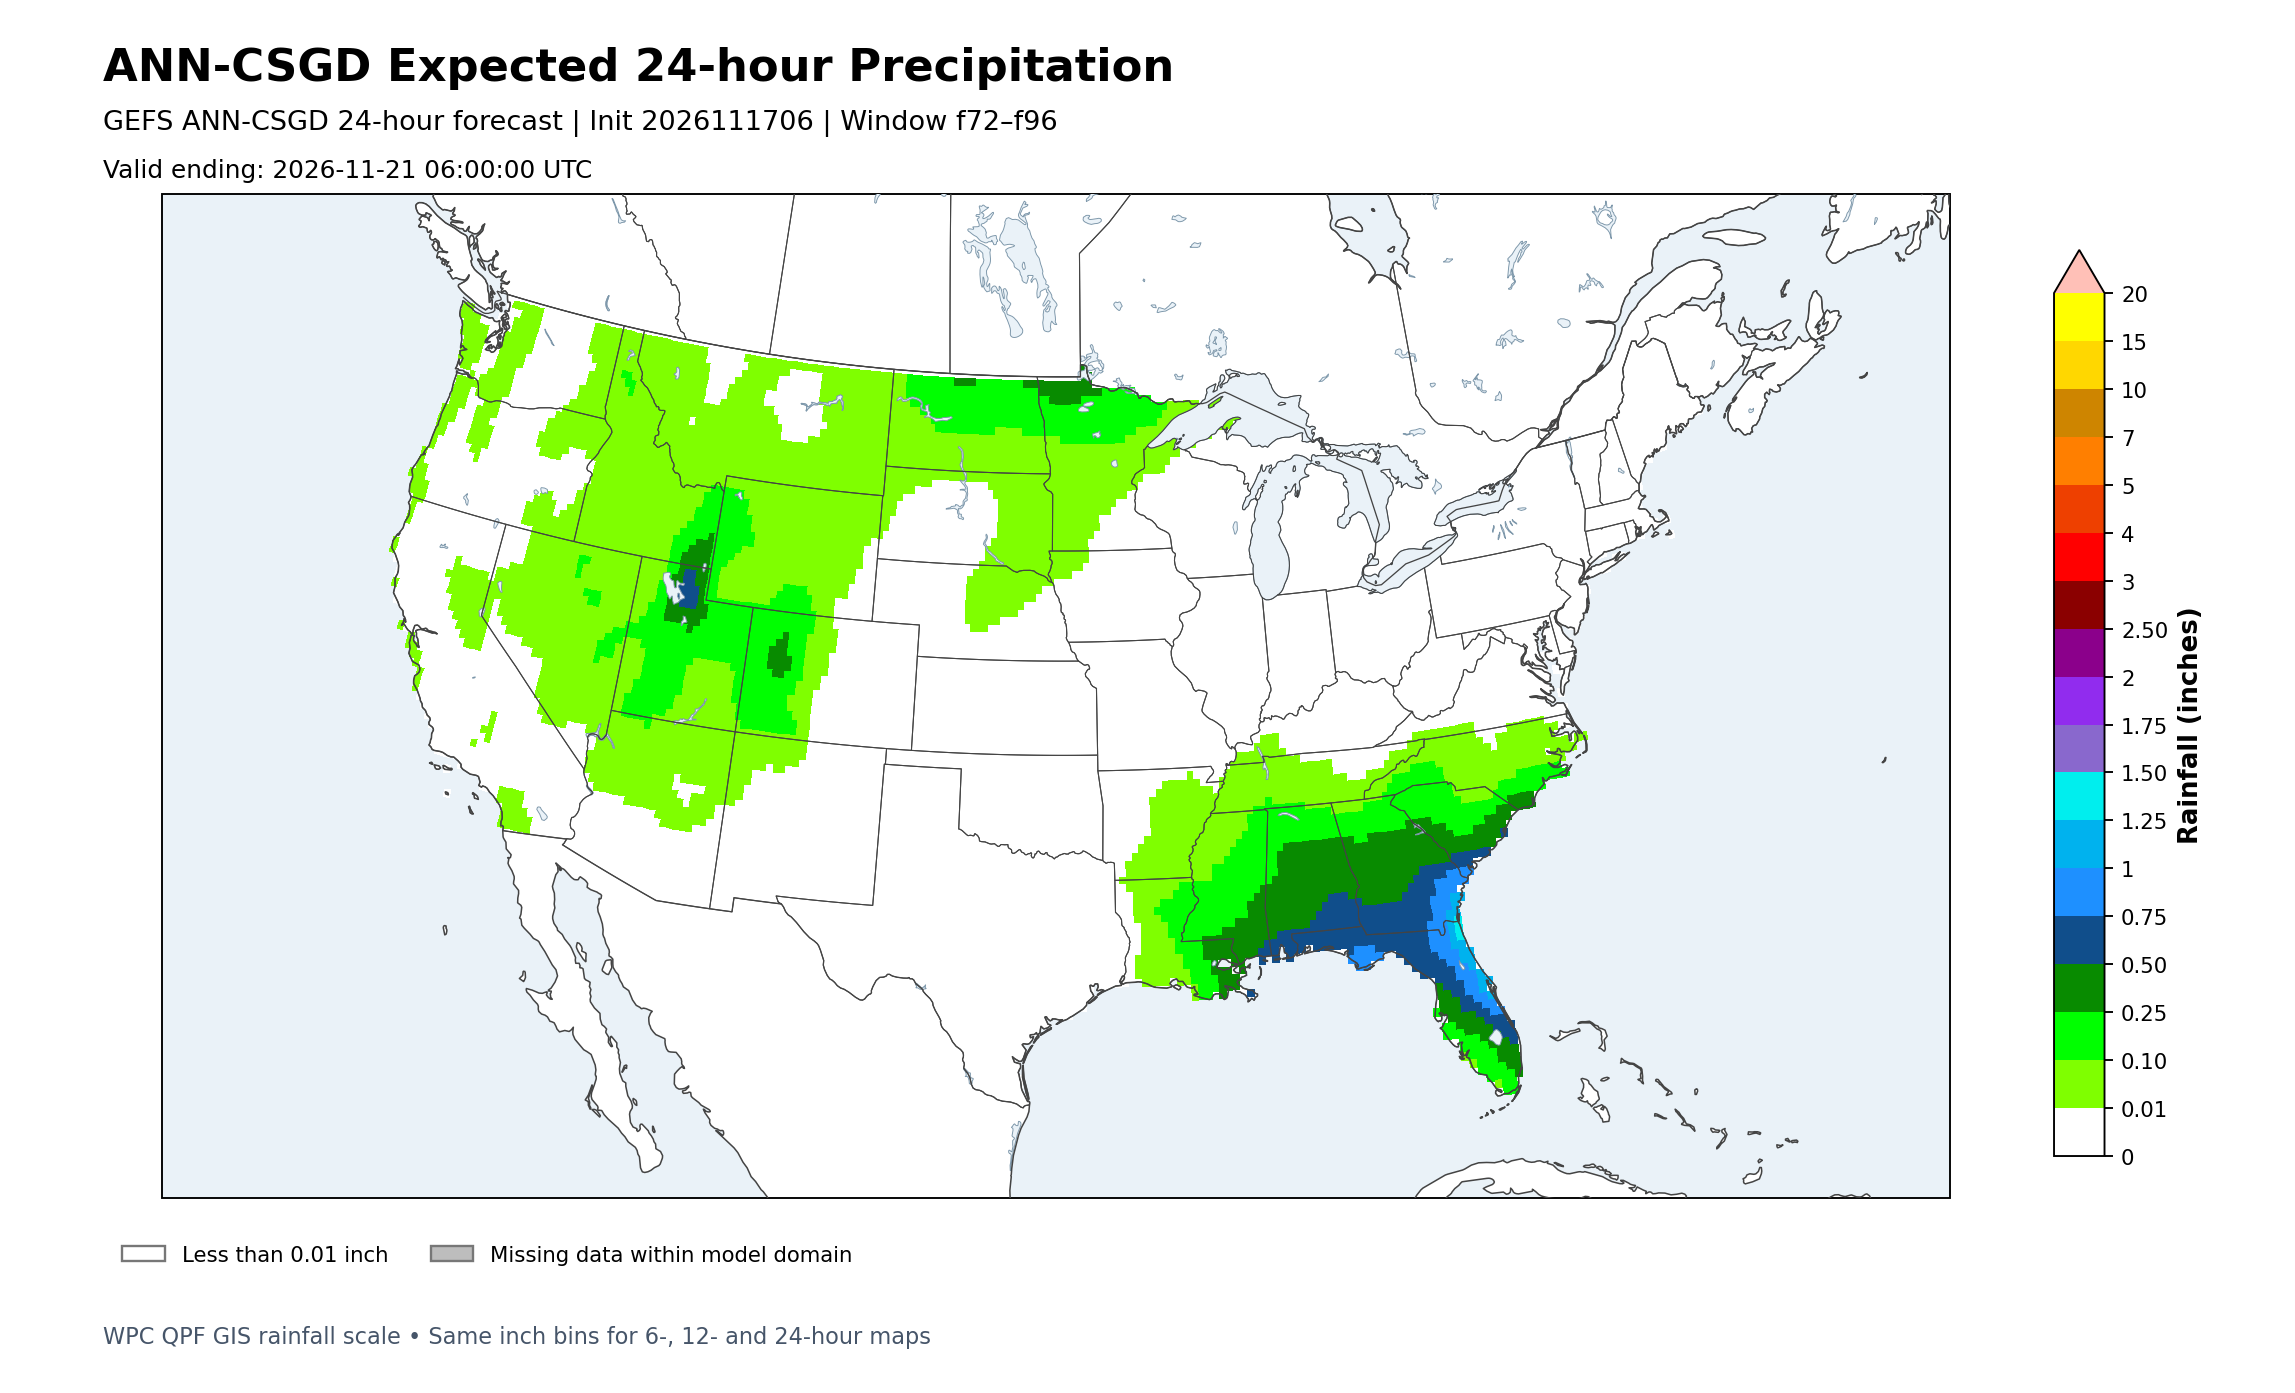 ANN-CSGD Expected 24-hour Precipitation
GEFS ANN-CSGD 24-hour forecast | Init 2026111706 | Window f72–f96
Valid ending: 2026-11-21 06:00:00 UTC
20
15
10
7
5
4
3
2.50
2
1.75
1.50
1.25
1
0.75
0.50
0.25
0.10
0.01
0
Rainfall (inches)
Less than 0.01 inch
Missing data within model domain
WPC QPF GIS rainfall scale • Same inch bins for 6-, 12- and 24-hour maps